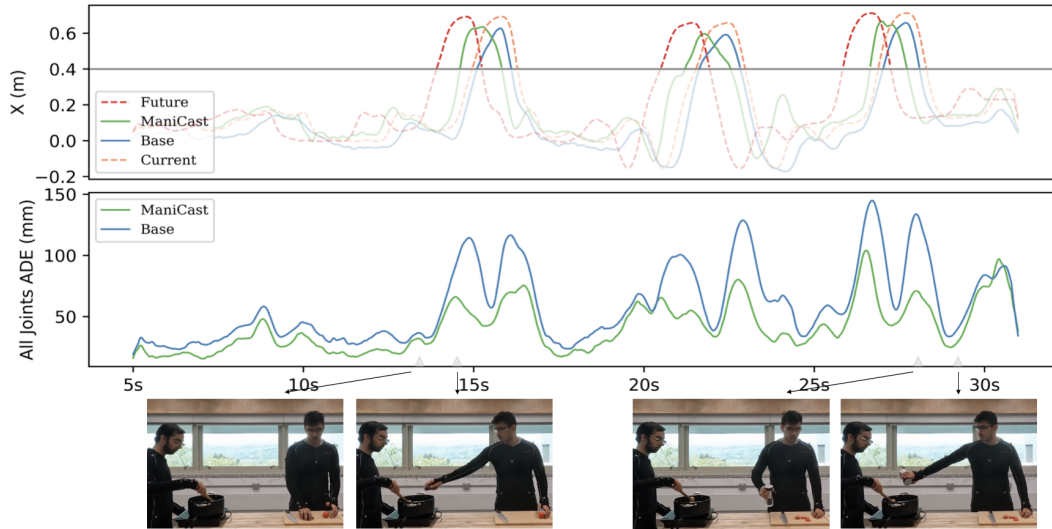 X (m)
0.6
0.4
0.2
0.0
−0.2
Future
ManiCast
Base
Current
All Joints ADE (mm)
150
100
50
ManiCast
Base
5s
10s
15s
20s
25s
30s